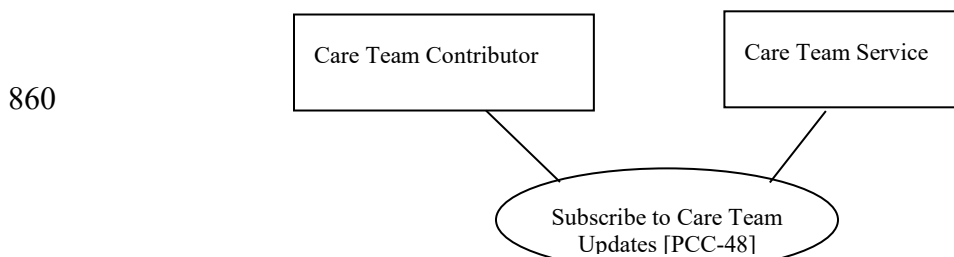 Care Team Contributor
Care Team Service
860
Subscribe to Care Team
Updates [PCC-48]